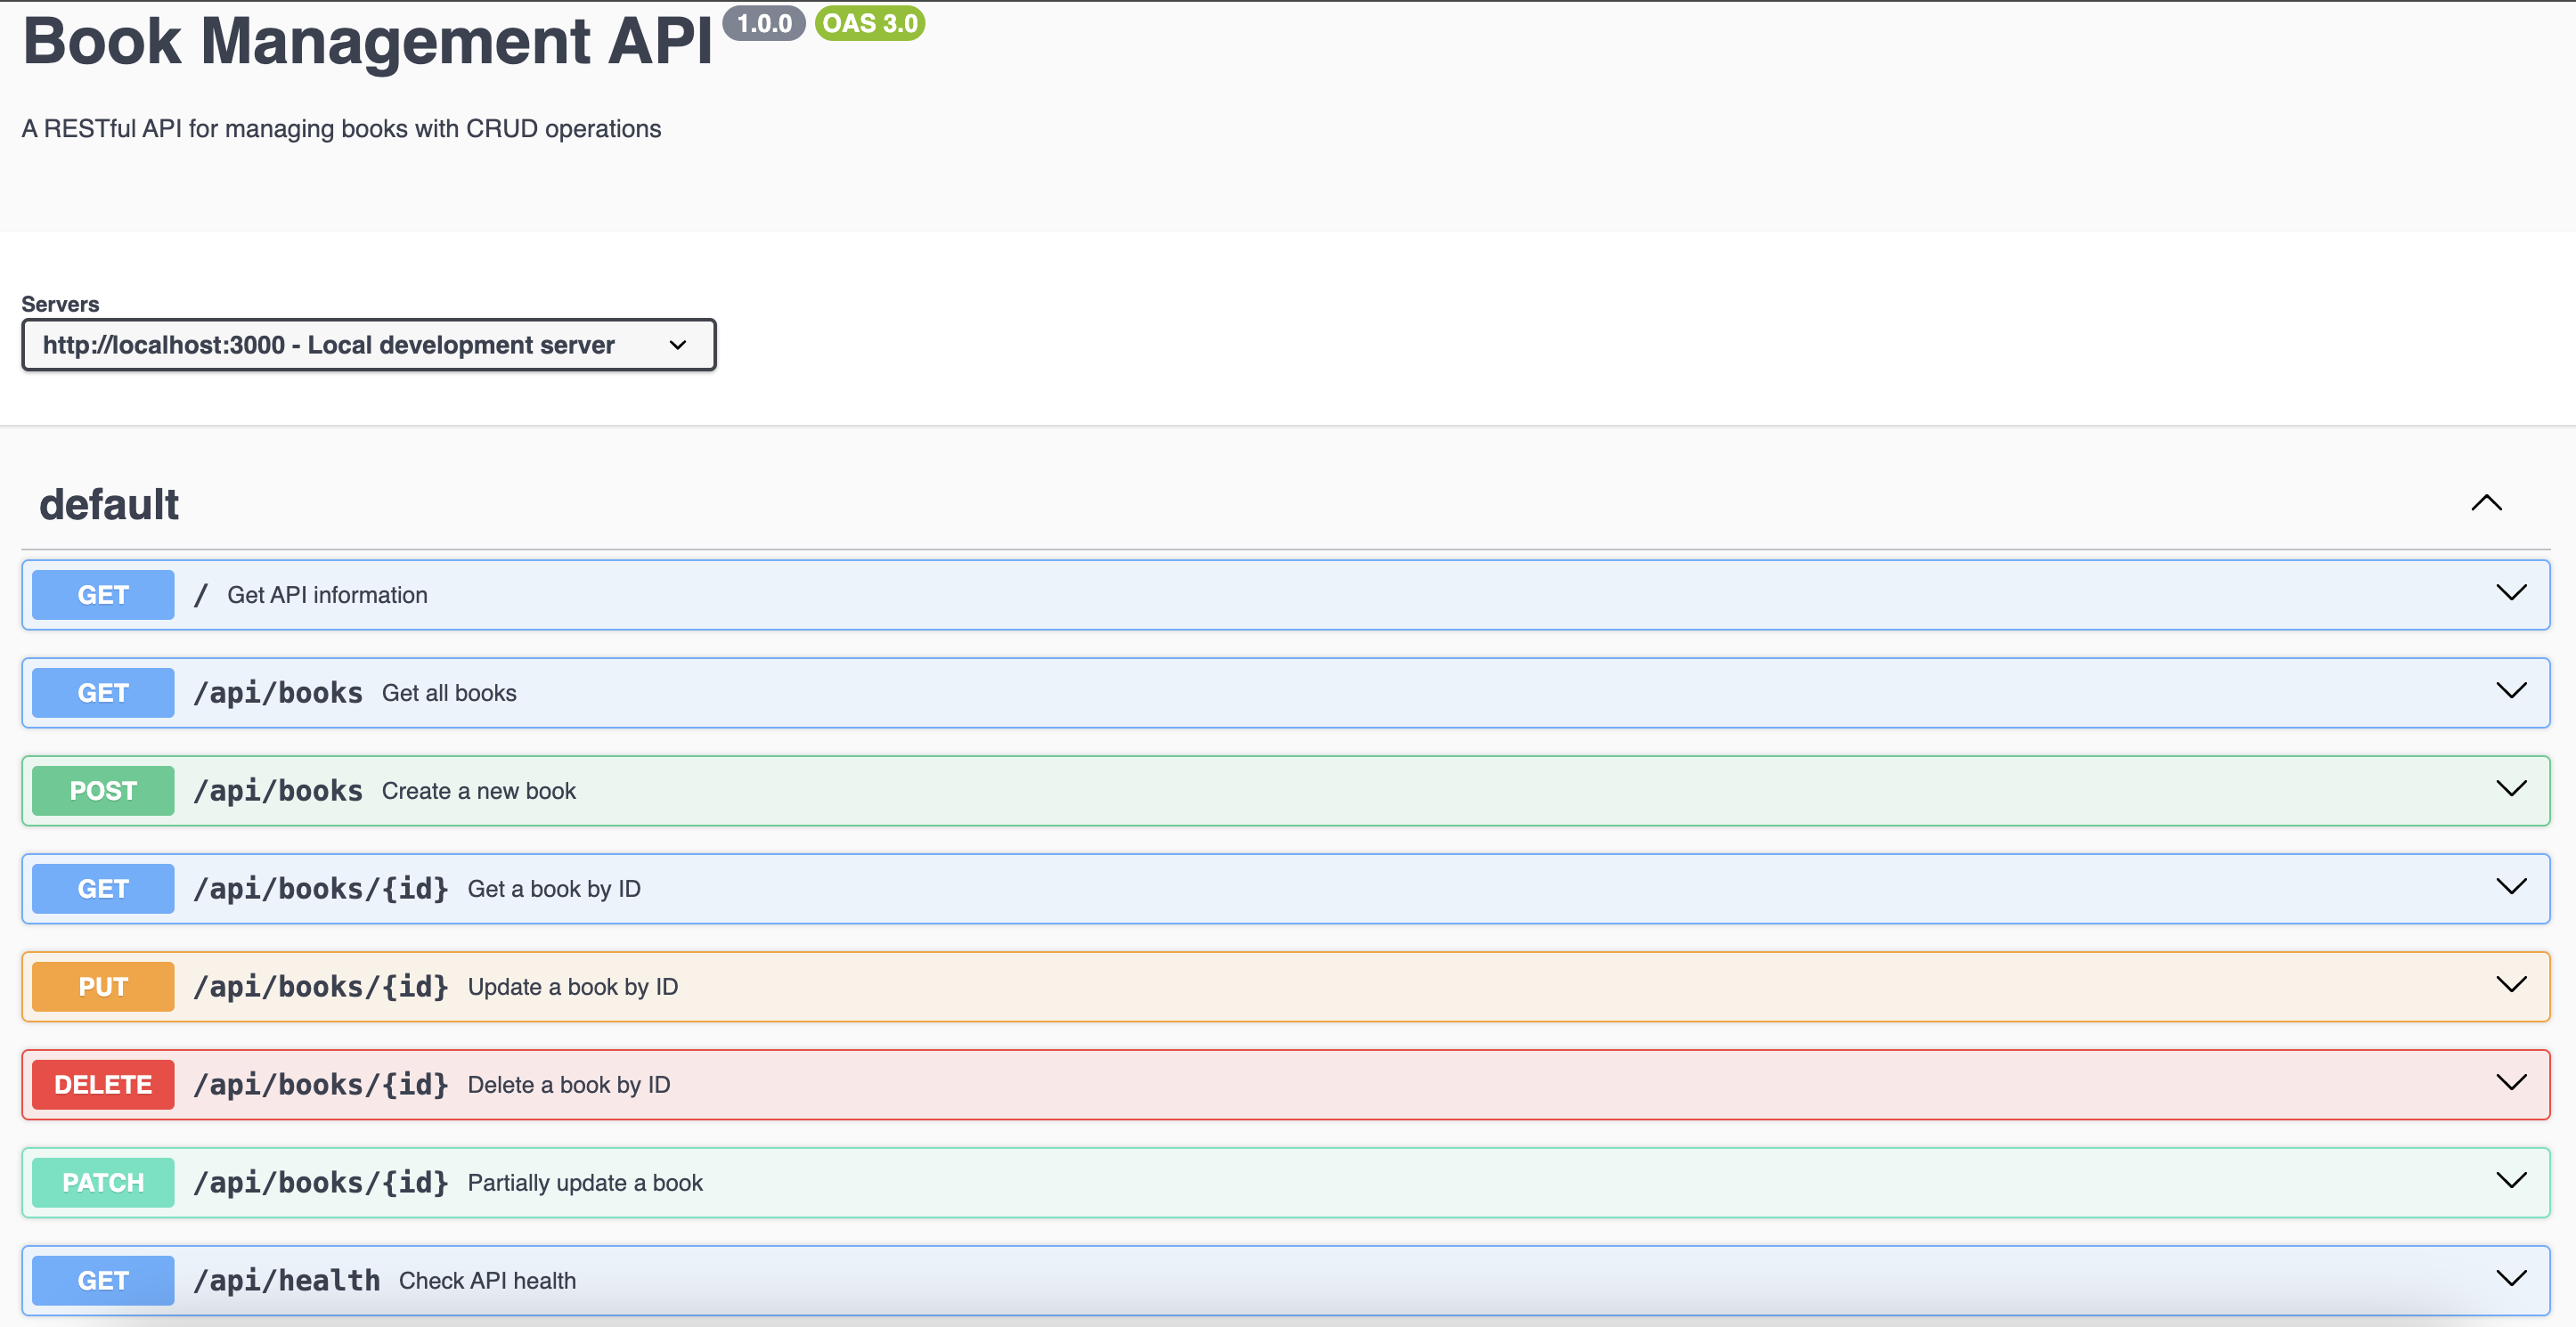 Book Management API 1.0.0 OAS 3.0
A RESTful API for managing books with CRUD operations
Servers
http://localhost:3000 - Local development server
default
GET / Get API information
GET /api/books Get all books
POST /api/books Create a new book
GET /api/books/{id} Get a book by ID
PUT /api/books/{id} Update a book by ID
DELETE /api/books/{id} Delete a book by ID
PATCH /api/books/{id} Partially update a book
GET /api/health Check API health